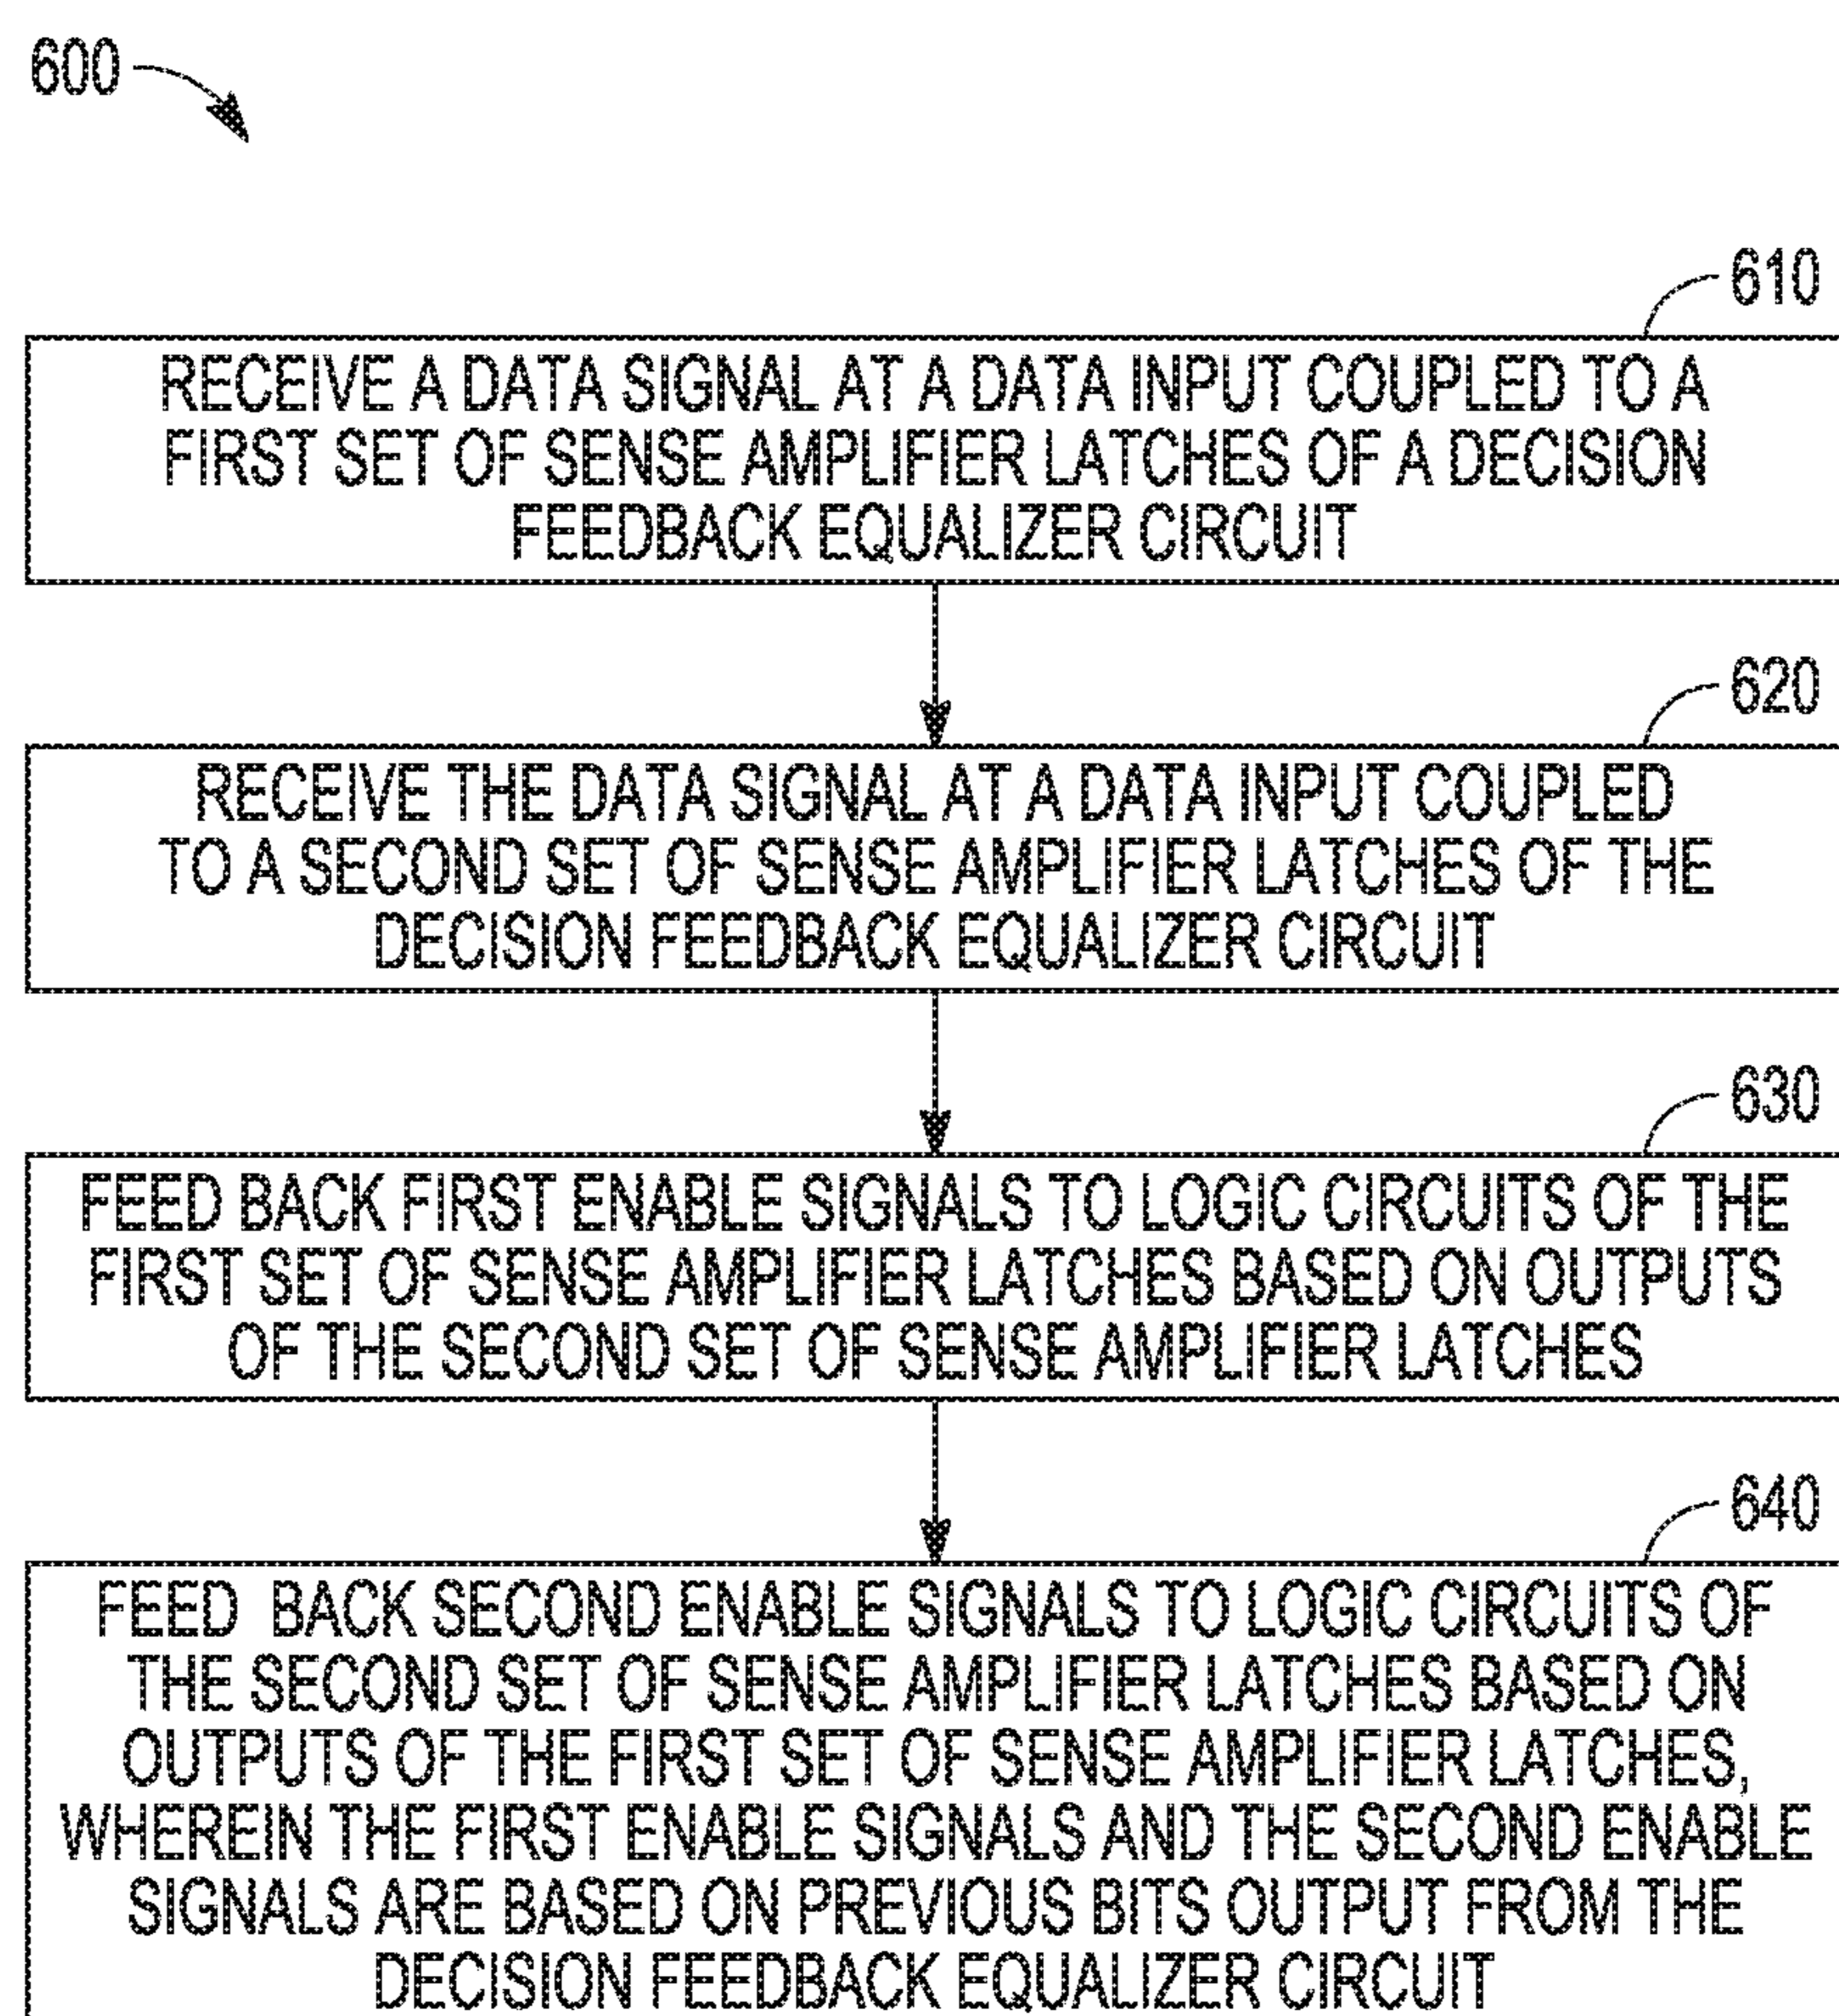 600
610
RECEIVE A DATA SIGNAL AT A DATA INPUT COUPLED TO A
FIRST SET OF SENSE AMPLIFIER LATCHES OF A DECISION
FEEDBACK EQUALIZER CIRCUIT
620
RECEIVE THE DATA SIGNAL AT A DATA INPUT COUPLED
TO A SECOND SET OF SENSE AMPLIFIER LATCHES OF THE
DECISION FEEDBACK EQUALIZER CIRCUIT
630
FEED BACK FIRST ENABLE SIGNALS TO LOGIC CIRCUITS OF THE
FIRST SET OF SENSE AMPLIFIER LATCHES BASED ON OUTPUTS
OF THE SECOND SET OF SENSE AMPLIFIER LATCHES
640
FEED BACK SECOND ENABLE SIGNALS TO LOGIC CIRCUITS OF
THE SECOND SET OF SENSE AMPLIFIER LATCHES BASED ON
OUTPUTS OF THE FIRST SET OF SENSE AMPLIFIER LATCHES,
WHEREIN THE FIRST ENABLE SIGNALS AND THE SECOND ENABLE
SIGNALS ARE BASED ON PREVIOUS BITS OUTPUT FROM THE
DECISION FEEDBACK EQUALIZER CIRCUIT